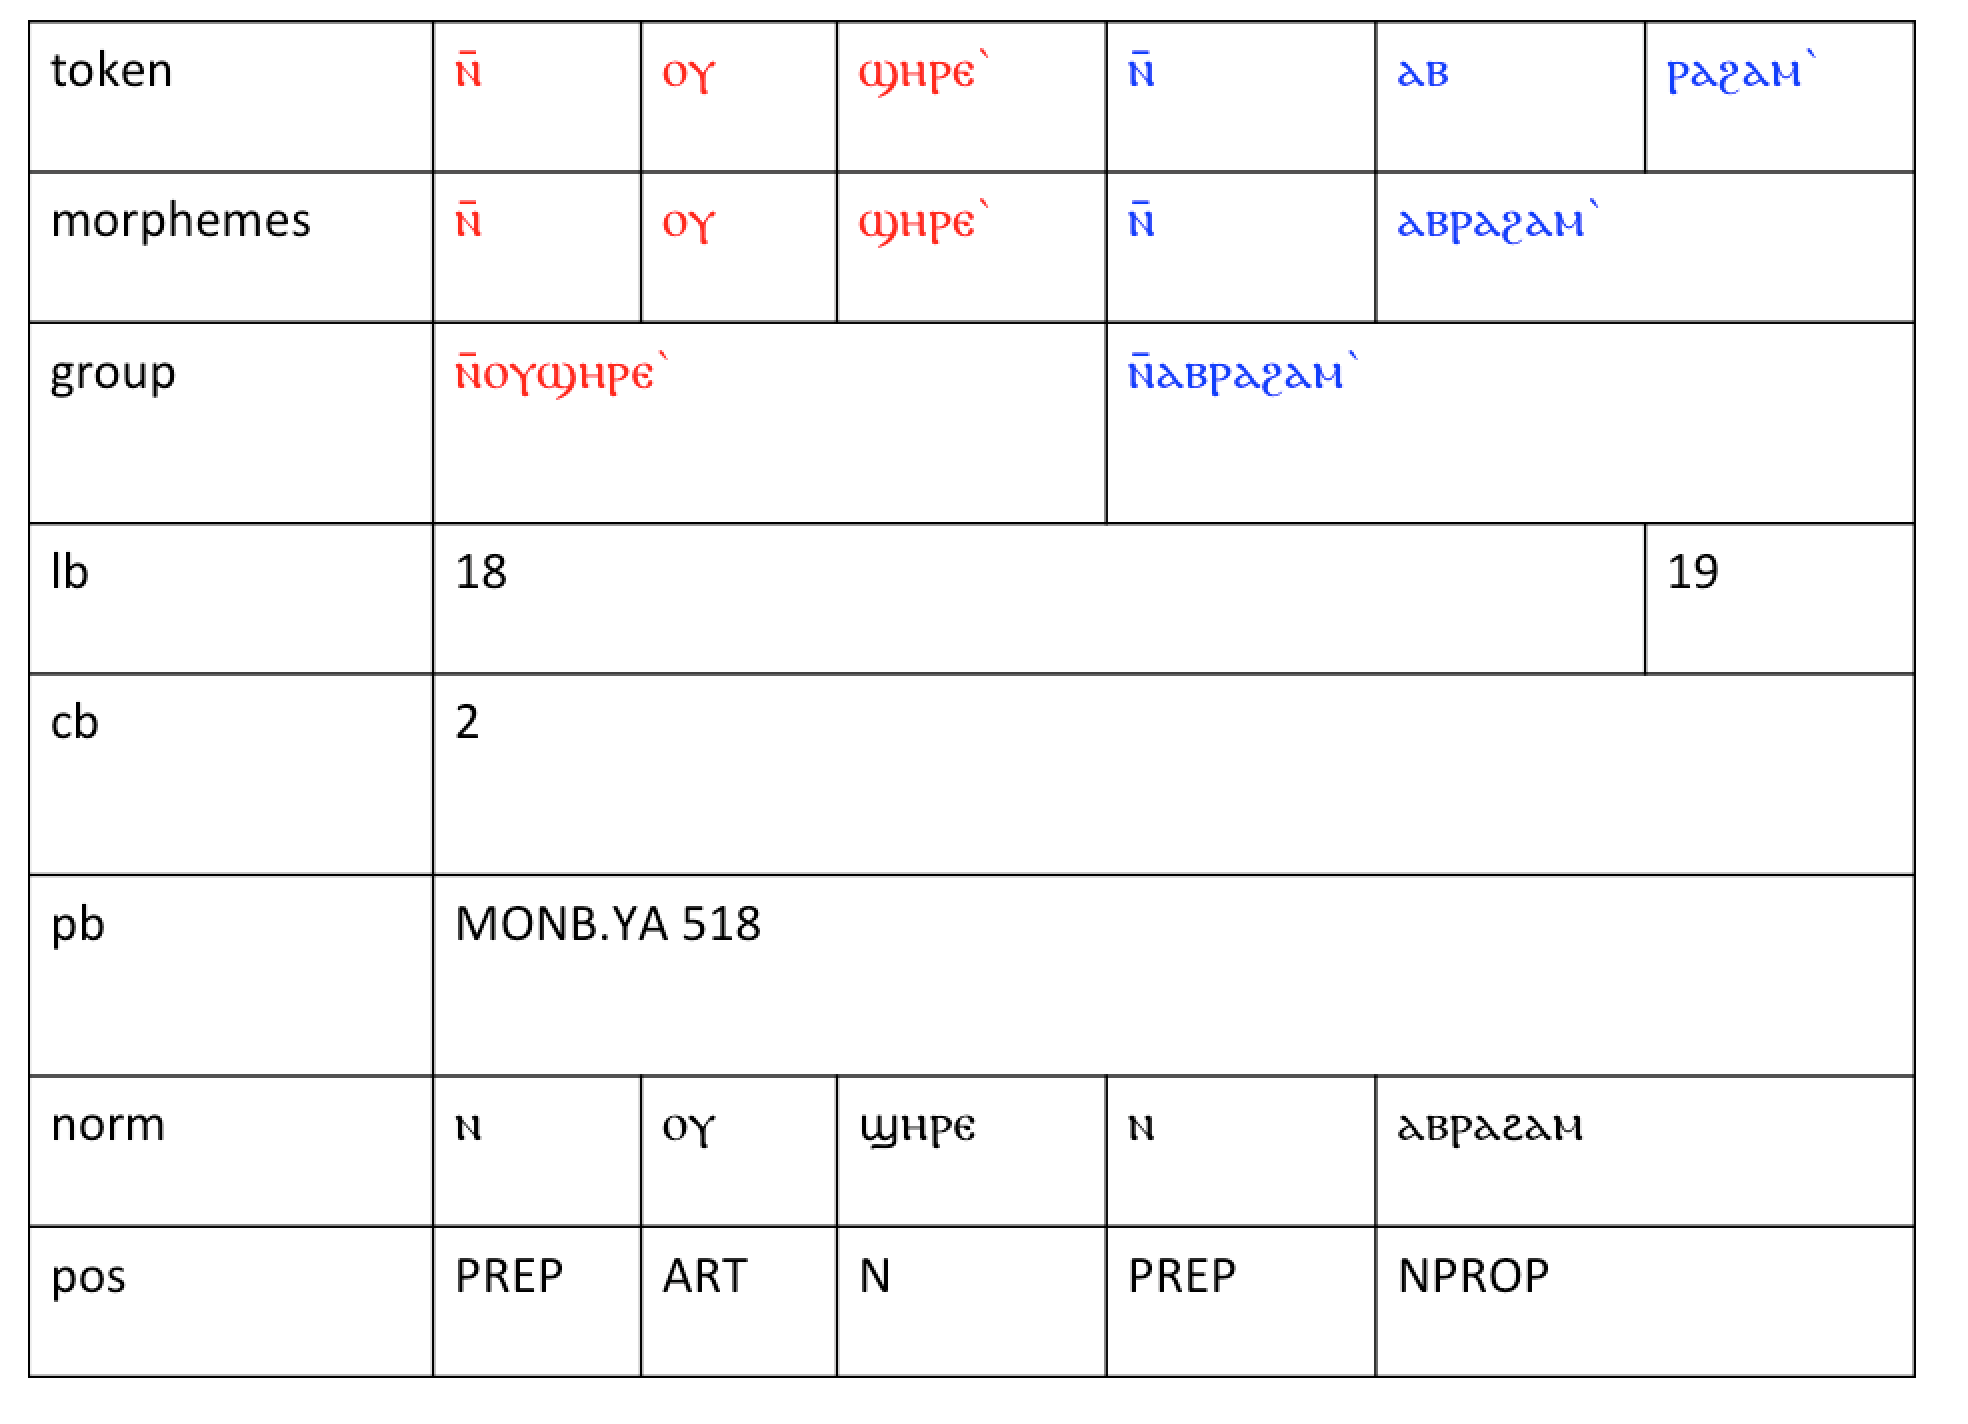 token ⲛ̄ ⲟⲩ ϣⲏⲣⲉ` ⲛ̄ ⲁⲃ ⲣⲁϩⲁⲙ`
morphemes ⲛ̄ ⲟⲩ ϣⲏⲣⲉ` ⲛ̄ ⲁⲃⲣⲁϩⲁⲙ`
group ⲛ̄ⲟⲩϣⲏⲣⲉ` ⲛ̄ⲁⲃⲣⲁϩⲁⲙ`
lb 18 19
cb 2
pb MONB.YA 518
norm ⲛ ⲟⲩ ϣⲏⲣⲉ ⲛ ⲁⲃⲣⲁϩⲁⲙ
pos PREP ART N PREP NPROP